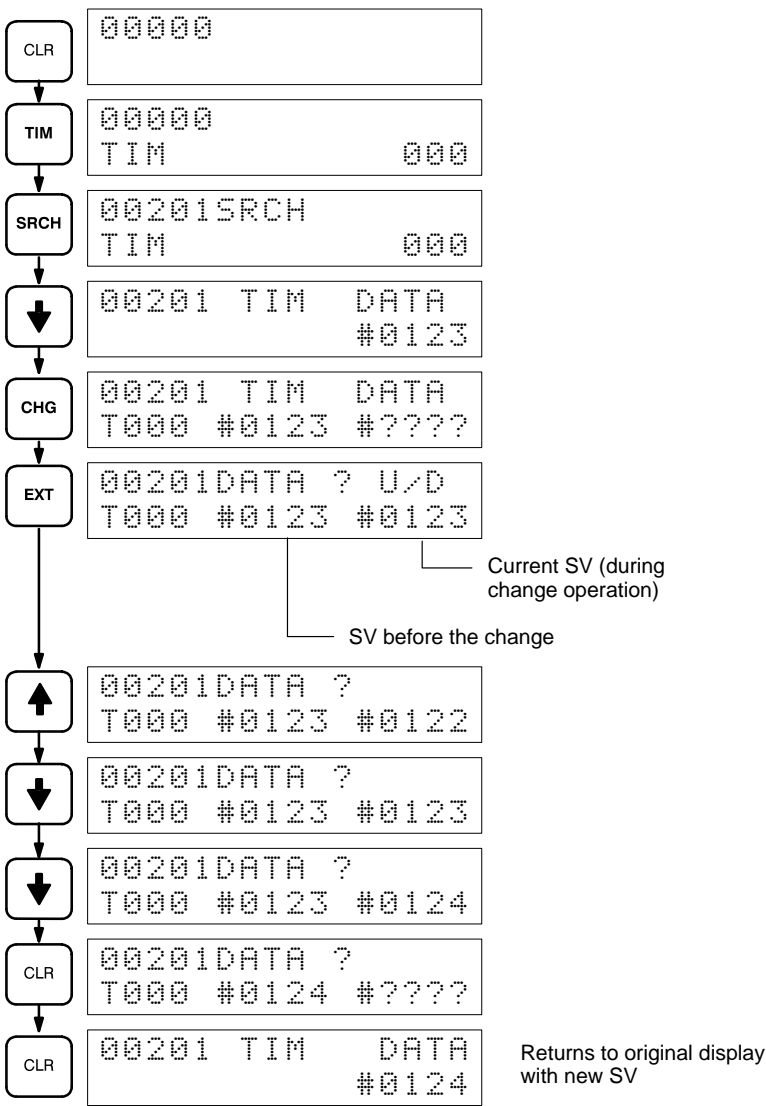 CLR
00000
TIM
00000
TIM 000
SRCH
00201SRCH
TIM 000
00201 TIM DATA
#0123
CHG
00201 TIM DATA
T000 #0123 #????
EXT
00201DATA ? U/D
T000 #0123 #0123
Current SV (during
change operation)
SV before the change
00201DATA ?
T000 #0123 #0122
00201DATA ?
T000 #0123 #0123
00201DATA ?
T000 #0123 #0124
CLR
00201DATA ?
T000 #0124 #????
CLR
00201 TIM DATA
#0124
Returns to original display
with new SV